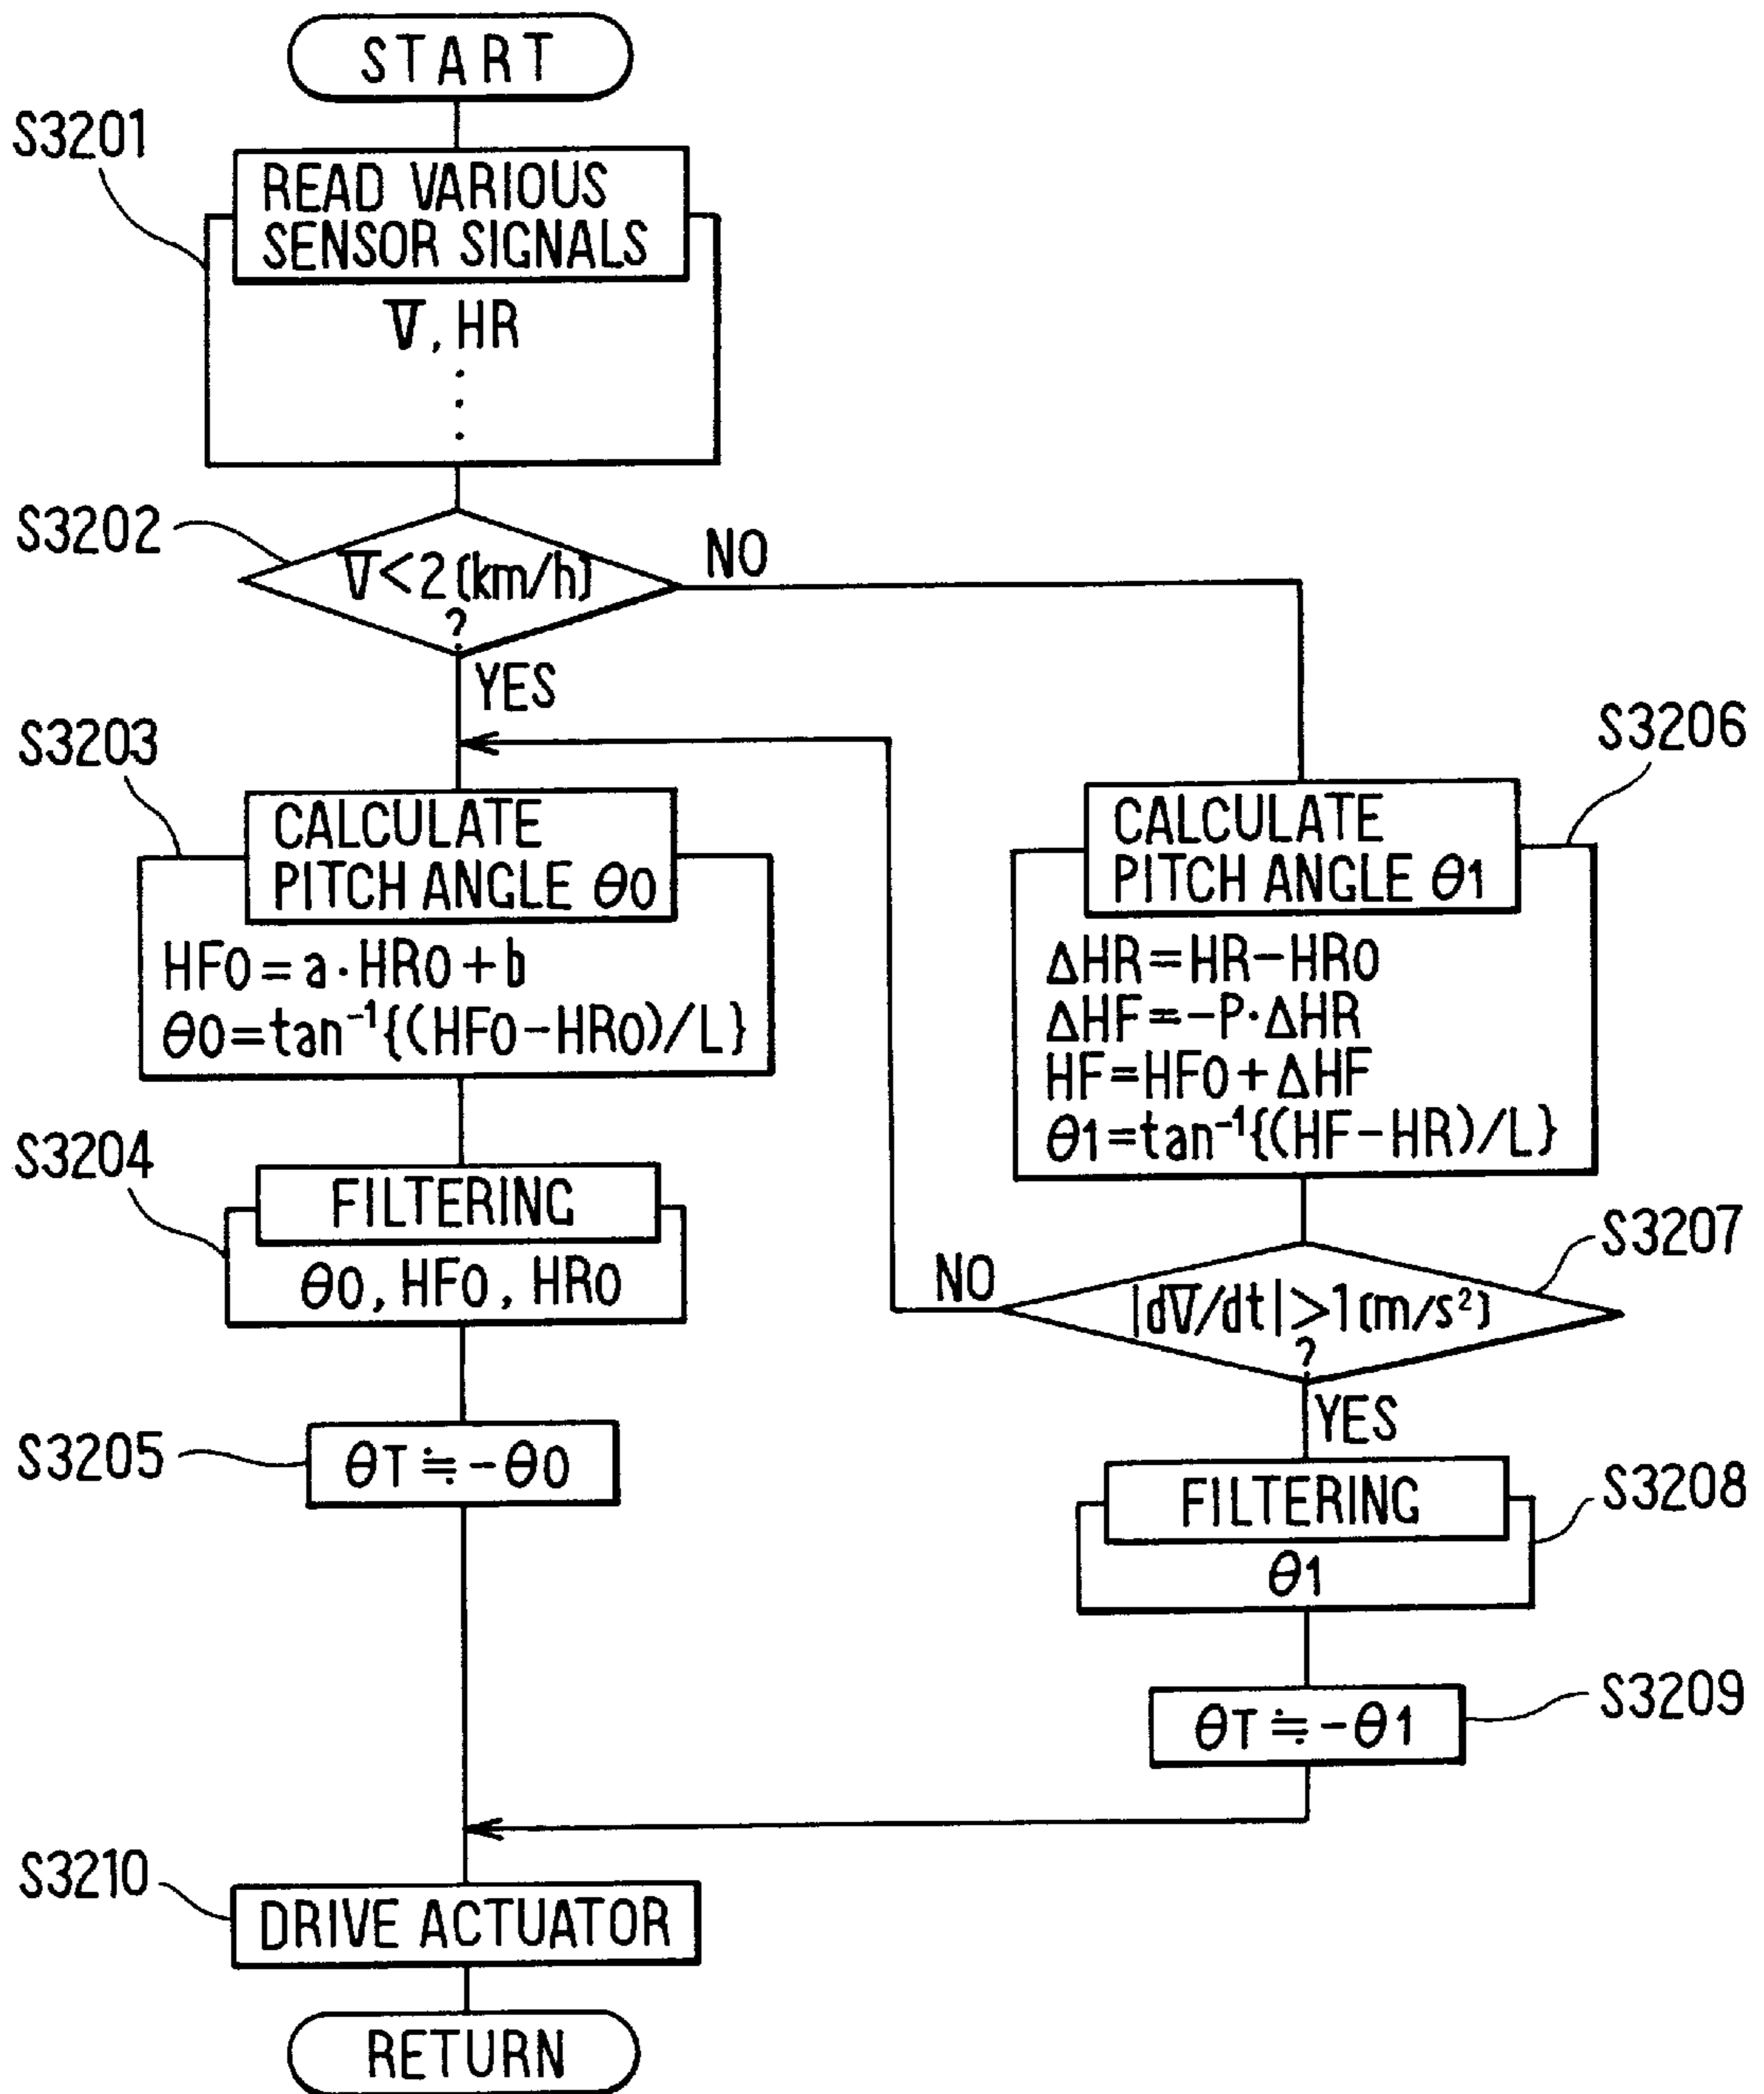 START
S3201
READ VARIOUS
SENSOR SIGNALS
V, HR
S3202
V<2(km/h)
?
NO
YES
S3203
CALCULATE
PITCH ANGLE θ0
HF0=a·HR0+b
θ0=tan⁻¹{(HF0-HR0)/L}
S3204
FILTERING
θ0, HF0, HR0
S3205
θT≒-θ0
S3206
CALCULATE
PITCH ANGLE θ1
ΔHR=HR-HR0
ΔHF=-P·ΔHR
HF=HF0+ΔHF
θ1=tan⁻¹{(HF-HR)/L}
S3207
NO
|dV/dt|>1(m/s²)
?
YES
S3208
FILTERING
θ1
S3209
θT≒-θ1
S3210
DRIVE ACTUATOR
RETURN